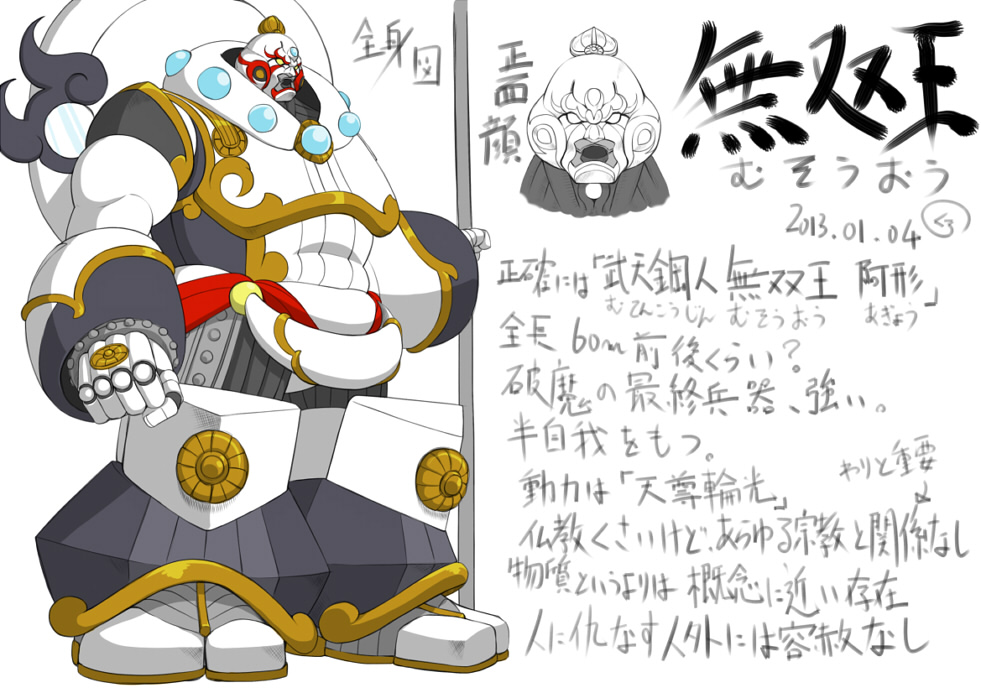 全身図
正面顔
無双王
むそうおう
2013.01.04
正確には「武天鋼人 無双王 阿形」
むてんこうじん むそうおう あぎょう
全長 60m前後くらい?
破魔の最終兵器、強い。
半自我をもつ。
わりと重要
動力は「天尊輪光」
仏教くさいけど、あらゆる宗教と関係なし
物質というよりは概念に近い存在
人に仇なす人外には容赦なし